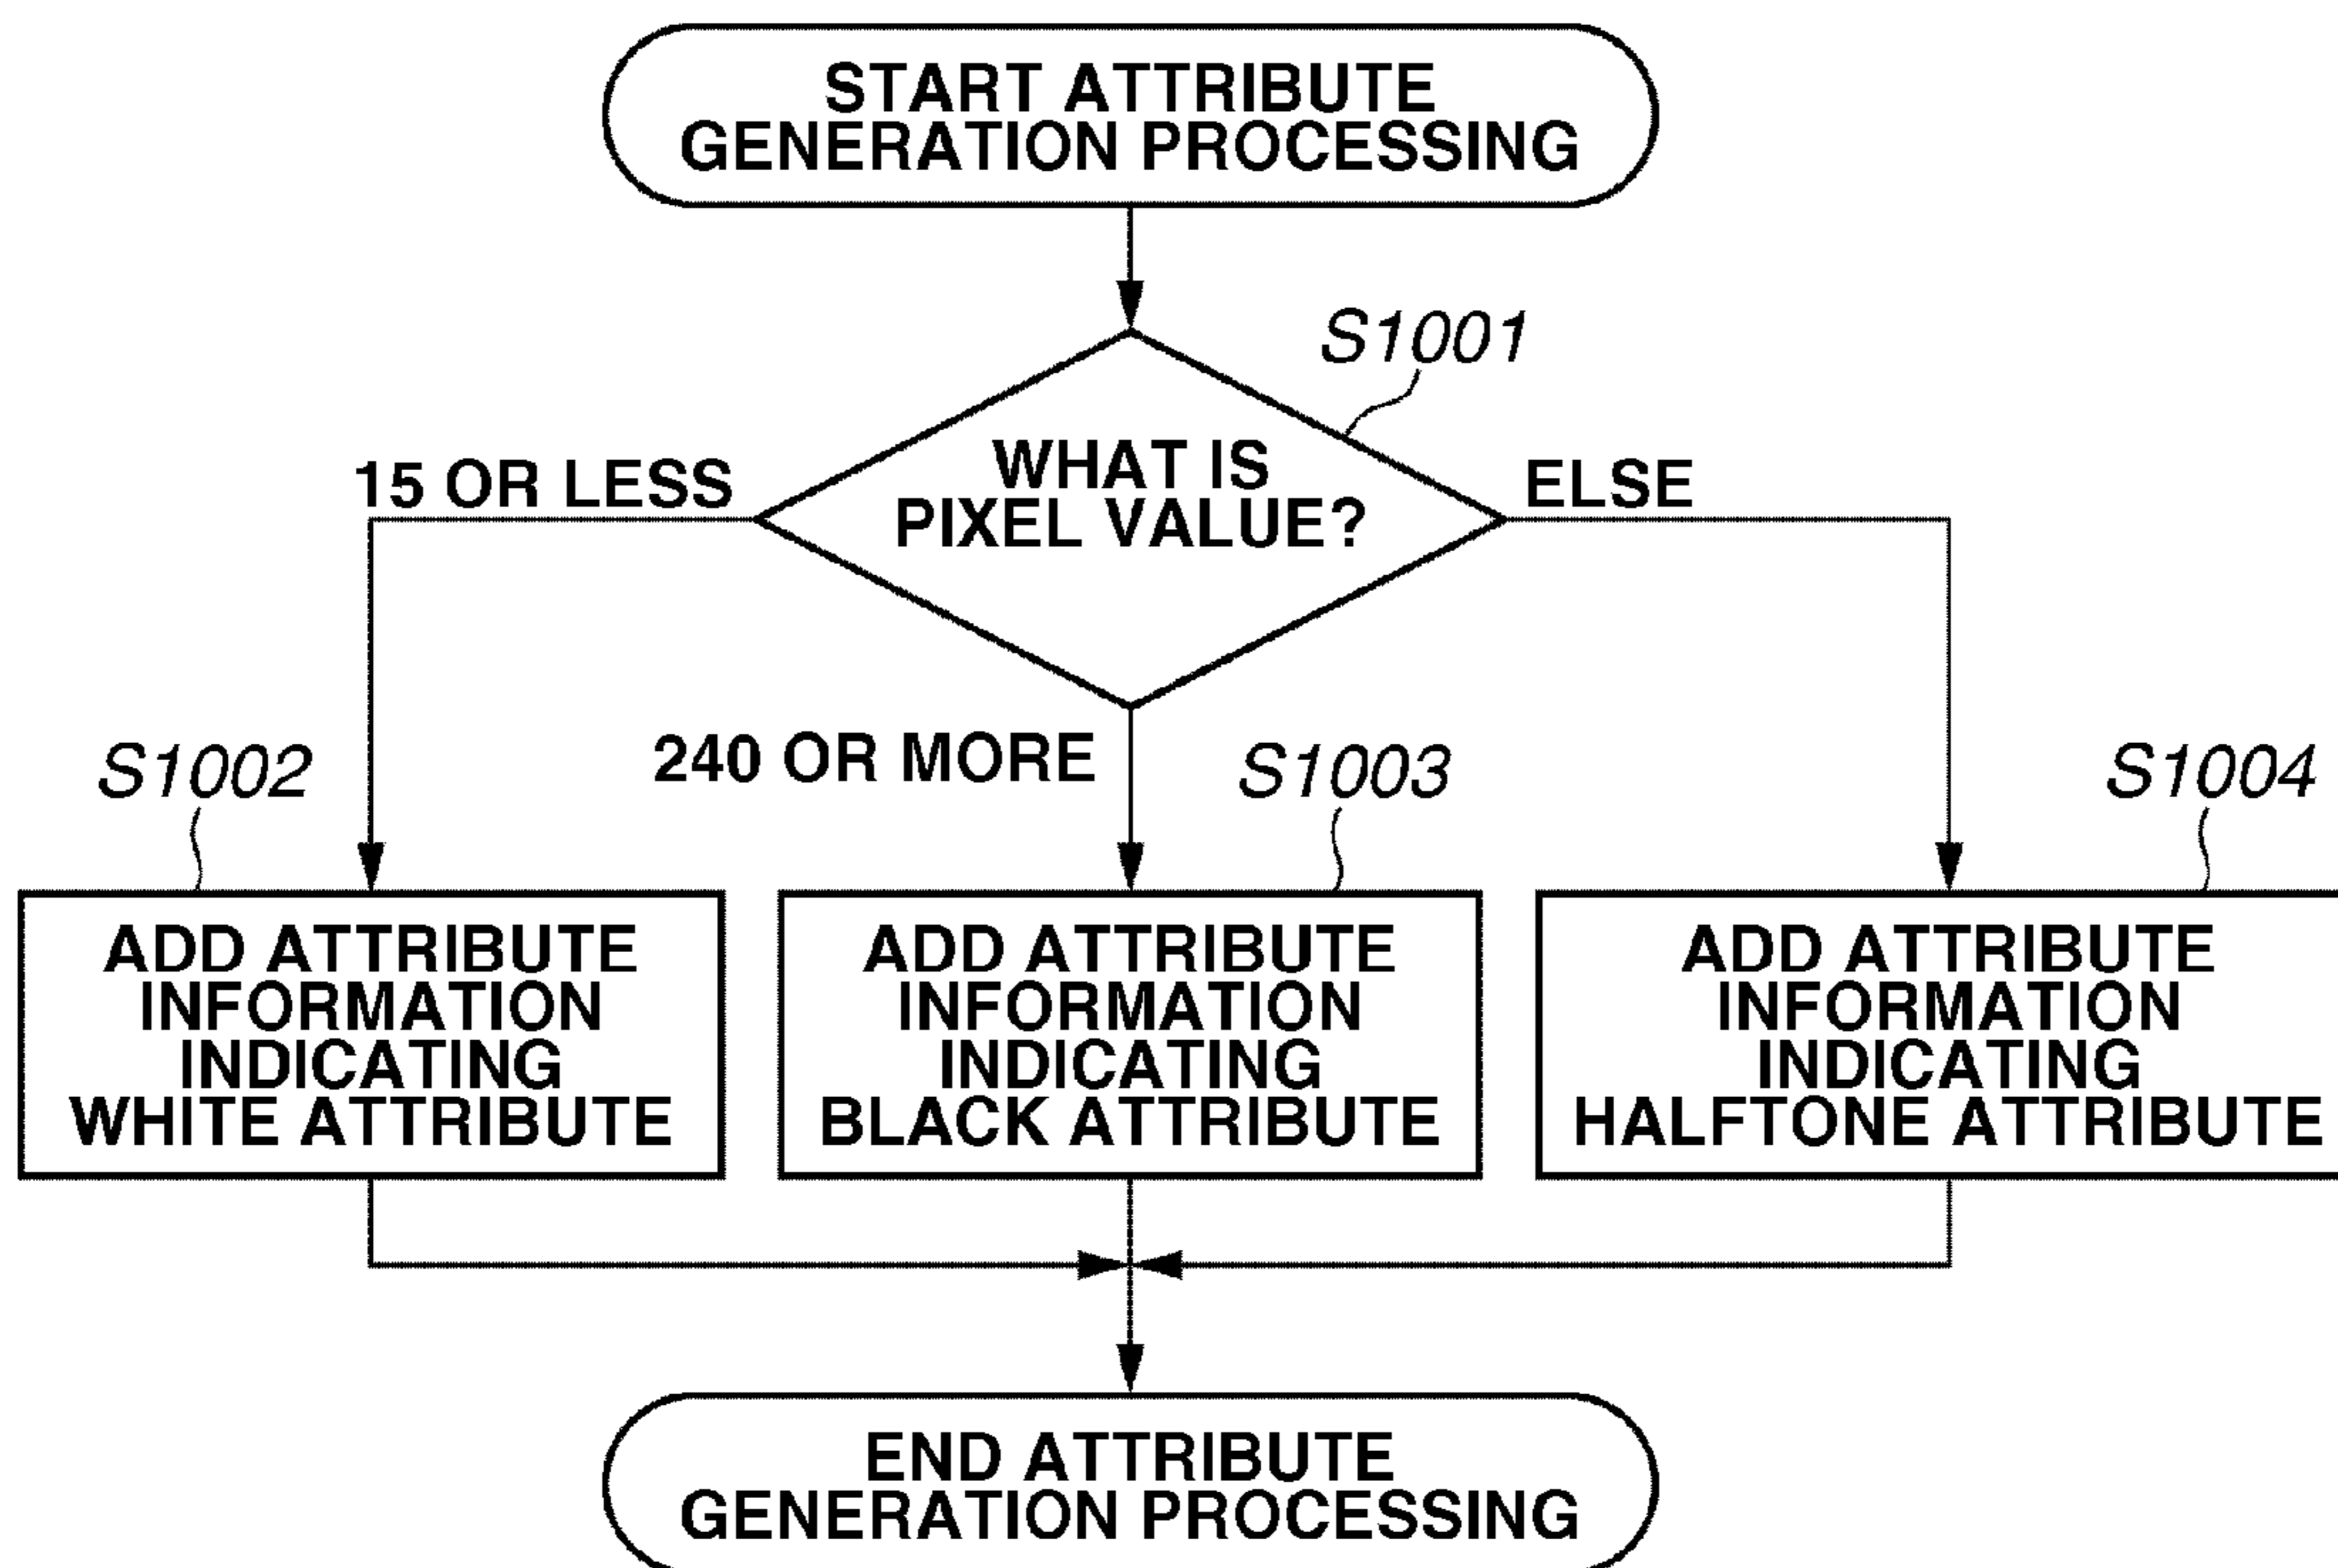 START ATTRIBUTE
GENERATION PROCESSING
S1001
WHAT IS
PIXEL VALUE?
15 OR LESS
ELSE
240 OR MORE
S1002
S1003
S1004
ADD ATTRIBUTE
INFORMATION
INDICATING
WHITE ATTRIBUTE
ADD ATTRIBUTE
INFORMATION
INDICATING
BLACK ATTRIBUTE
ADD ATTRIBUTE
INFORMATION
INDICATING
HALFTONE ATTRIBUTE
END ATTRIBUTE
GENERATION PROCESSING